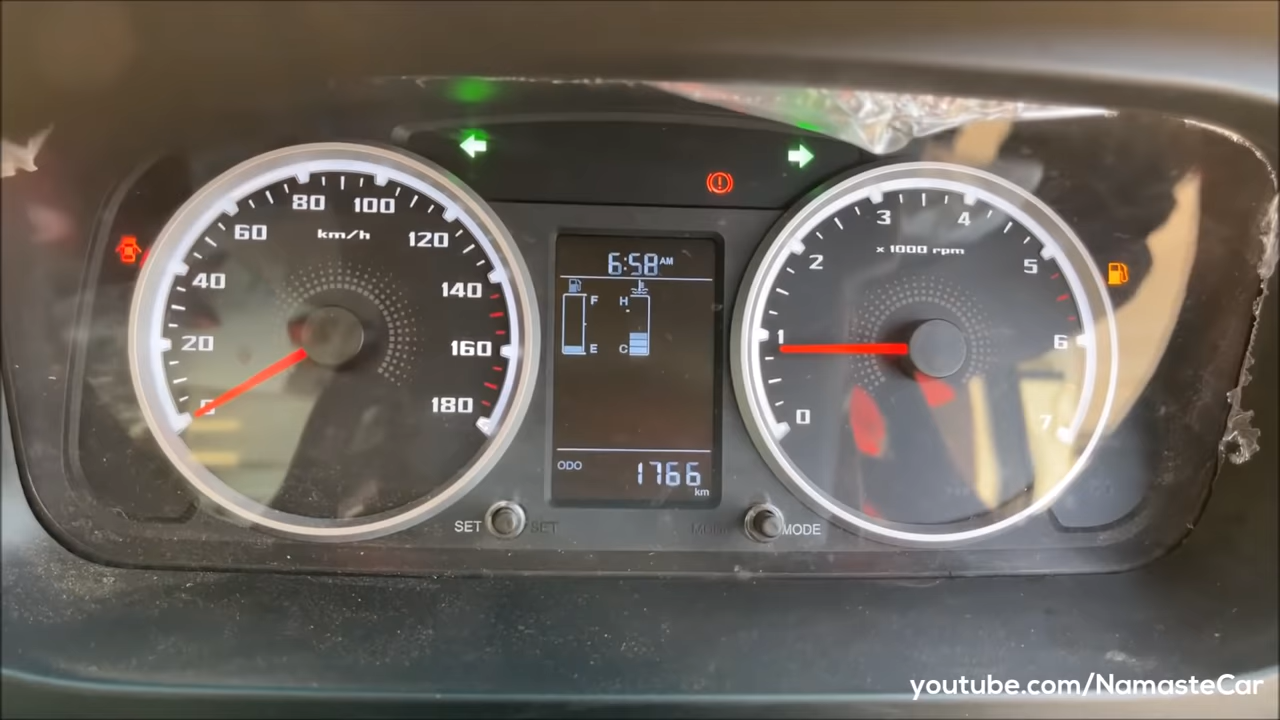 0
20
40
60
80
100
120
140
160
180
km/h
6:58 AM
F
H
E
C
ODO
1766
km
0
1
2
3
4
5
6
7
x 1000 rpm
SET
SET
MODE
MODE
youtube.com/NamasteCar